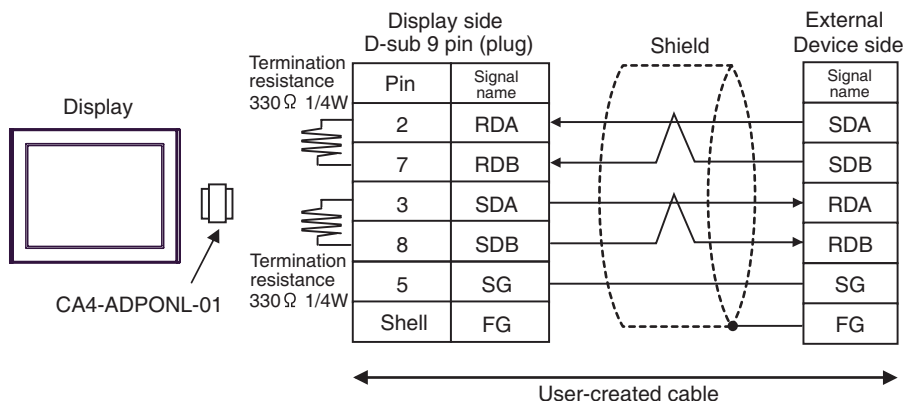 Display side
D-sub 9 pin (plug)
Shield
External
Device side
Termination
resistance
330Ω 1/4W
Pin
Signal
name
Signal
name
Display
2
RDA
SDA
7
RDB
SDB
3
SDA
RDA
8
SDB
RDB
Termination
resistance
330Ω 1/4W
5
SG
SG
CA4-ADPONL-01
Shell
FG
FG
User-created cable